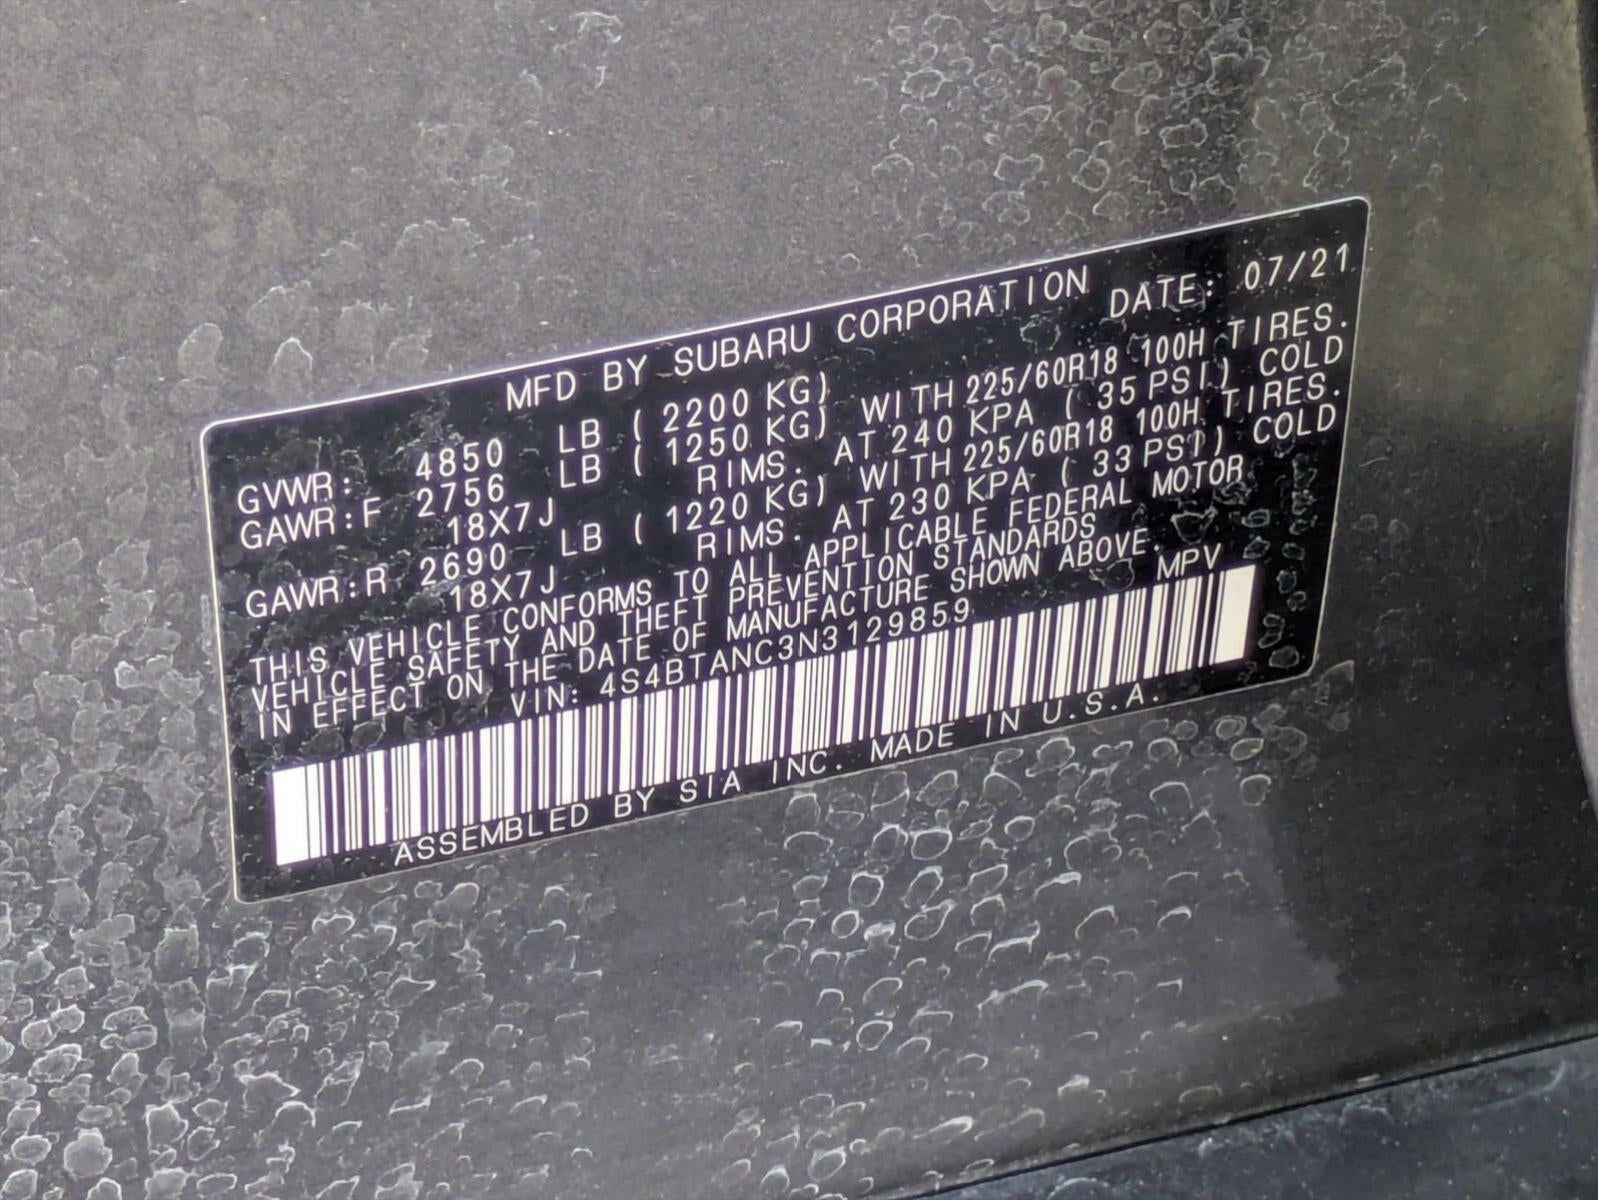 MFD BY SUBARU CORPORATION DATE: 07/21
GVWR: 4850 LB ( 2200 KG)
GAWR:F 2756 LB ( 1250 KG) WITH 225/60R18 100H TIRES.
18X7J RIMS. AT 240 KPA ( 35 PSI) COLD
GAWR:R 2690 LB ( 1220 KG) WITH 225/60R18 100H TIRES.
18X7J RIMS. AT 230 KPA ( 33 PSI) COLD
THIS VEHICLE CONFORMS TO ALL APPLICABLE FEDERAL MOTOR
VEHICLE SAFETY AND THEFT PREVENTION STANDARDS
IN EFFECT ON THE DATE OF MANUFACTURE SHOWN ABOVE.
VIN: 4S4BTANC3N3129859 MPV
ASSEMBLED BY SIA INC. MADE IN U.S.A.